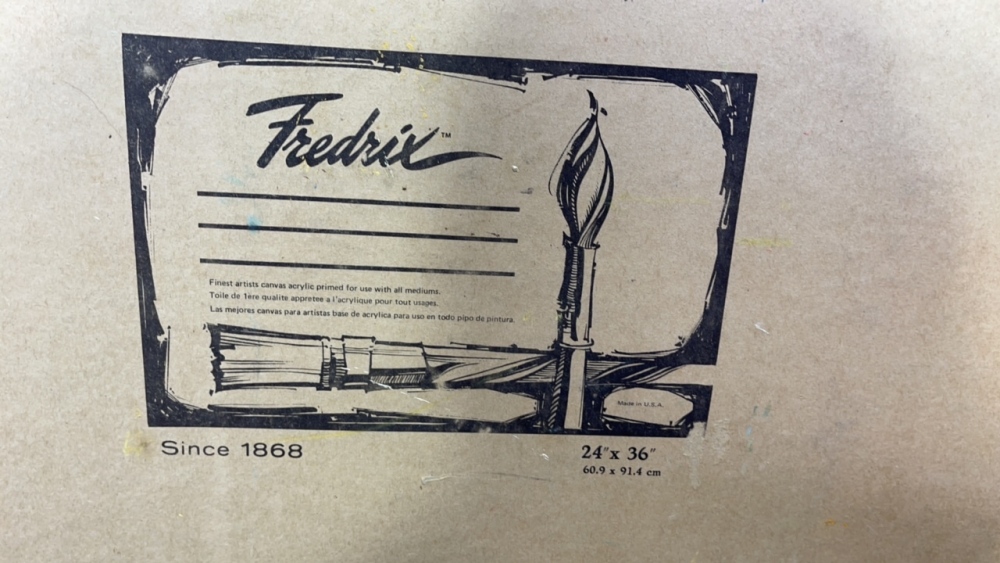 Fredrix™
Finest artists canvas acrylic primed for use with all mediums.
Toile de 1ère qualite appretee a l'acrylique pour tout usages.
Las mejores canvas para artistas base de acrylica para uso en todo pipo de pintura.
Made in U.S.A.
Since 1868
24"x 36"
60.9 x 91.4 cm